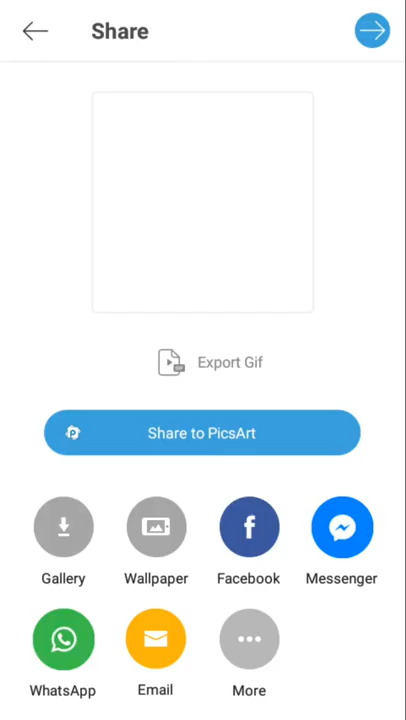 Share
Export Gif
Share to PicsArt
Gallery Wallpaper Facebook Messenger
WhatsApp Email More